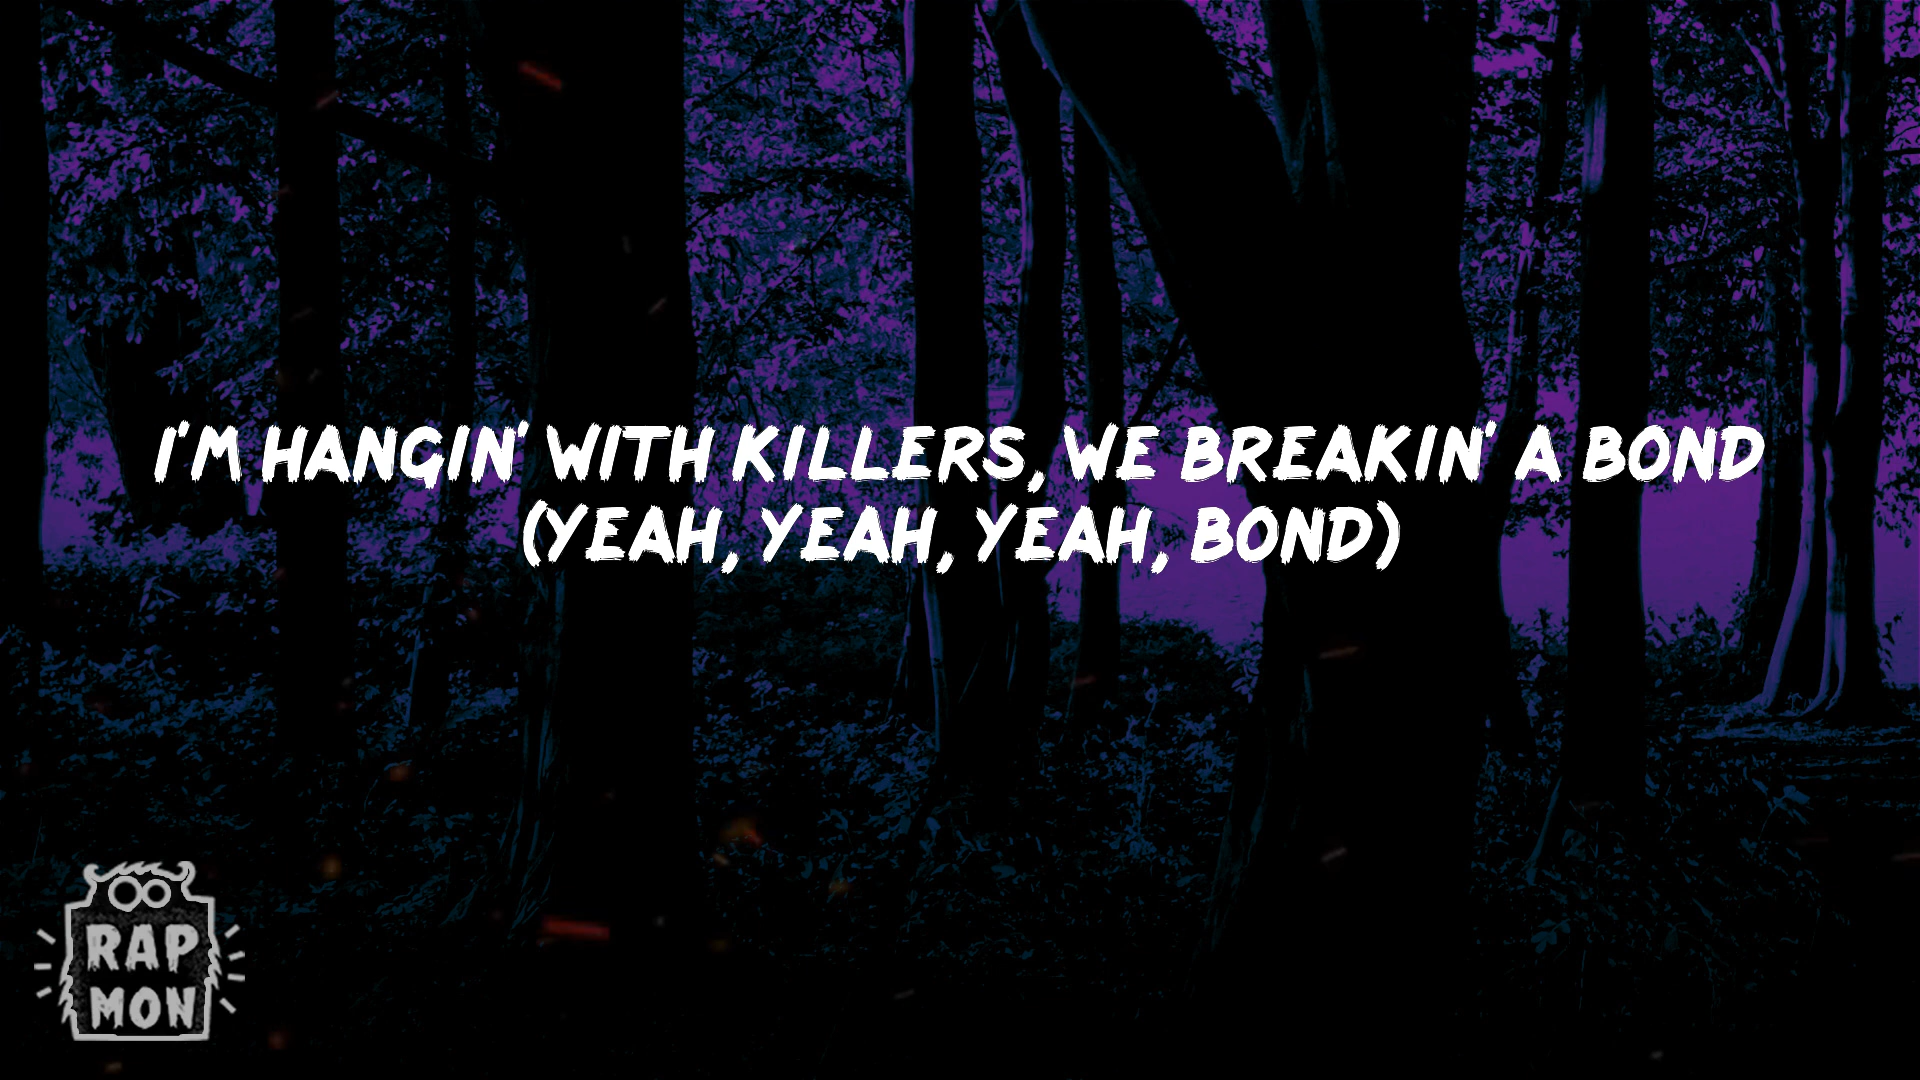 I'M HANGIN' WITH KILLERS, WE BREAKIN' A BOND
(YEAH, YEAH, YEAH, BOND)
RAP
MON